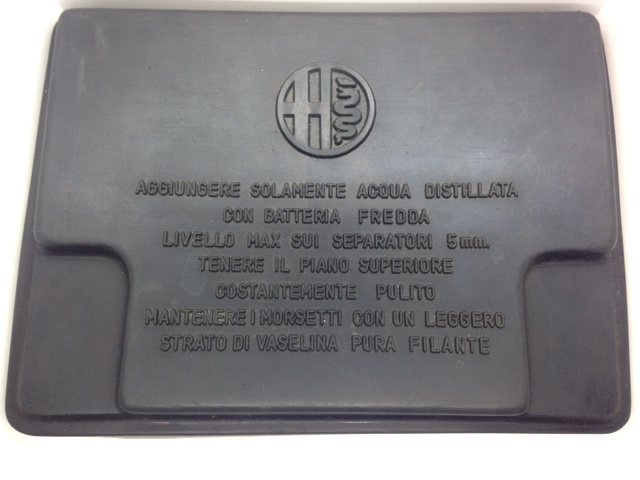 AGGIUNGERE SOLAMENTE ACQUA DISTILLATA
CON BATTERIA FREDDA
LIVELLO MAX SUI SEPARATORI 5mm.
TENERE IL PIANO SUPERIORE
COSTANTEMENTE PULITO
MANTENERE I MORSETTI CON UN LEGGERO
STRATO DI VASELINA PURA FILANTE